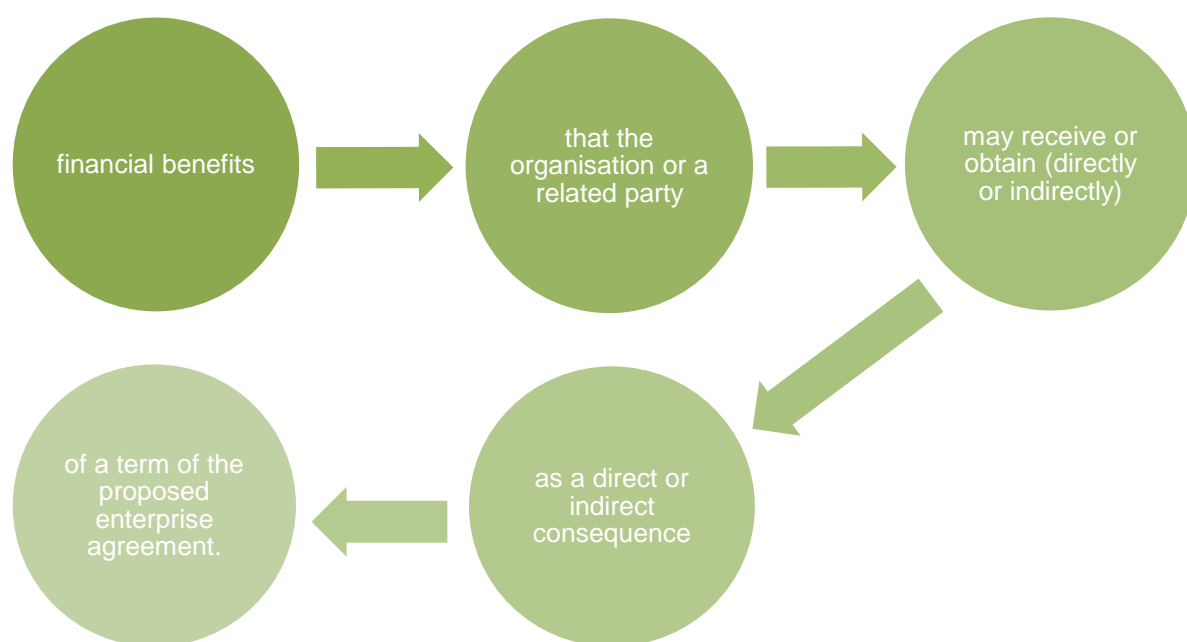 financial benefits
that the
organisation or a
related party
may receive or
obtain (directly
or indirectly)
as a direct or
indirect
consequence
of a term of the
proposed
enterprise
agreement.